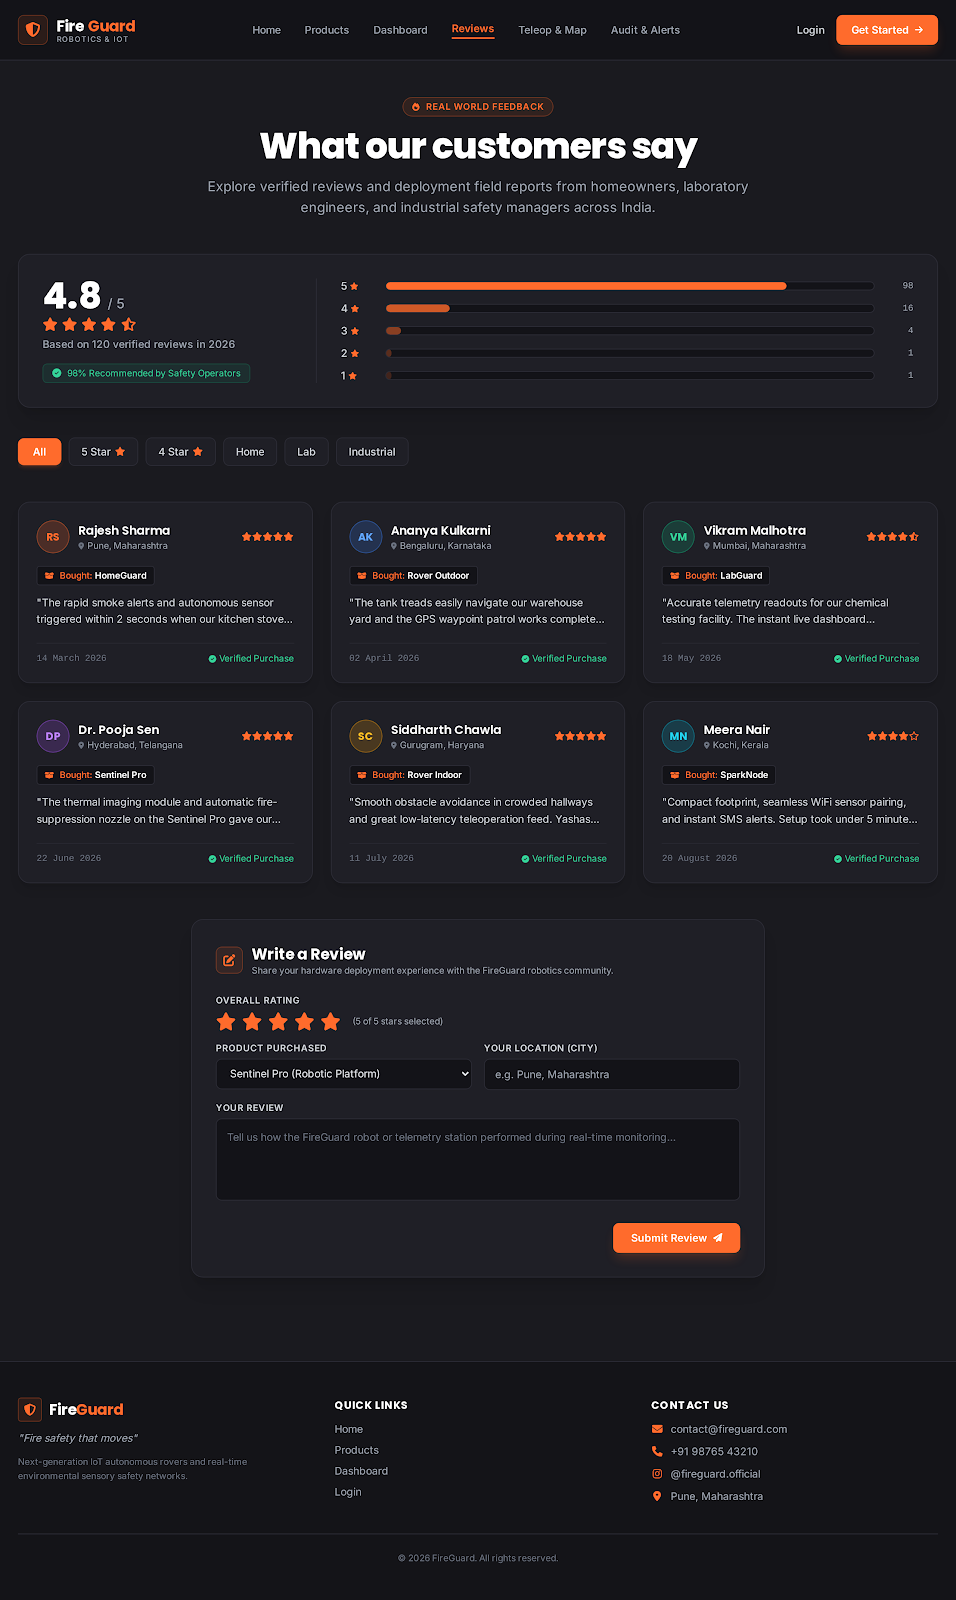 Fire Guard
ROBOTICS & IOT
Home
Products
Dashboard
Reviews
Teleop & Map
Audit & Alerts
Login
Get Started →
REAL WORLD FEEDBACK
What our customers say
Explore verified reviews and deployment field reports from homeowners, laboratory
engineers, and industrial safety managers across India.
4.8 / 5
Based on 120 verified reviews in 2026
98% Recommended by Safety Operators
5 ★ 98
4 ★ 16
3 ★ 4
2 ★ 1
1 ★ 1
All
5 Star ★
4 Star ★
Home
Lab
Industrial
RS
Rajesh Sharma
Pune, Maharashtra
Bought: HomeGuard
"The rapid smoke alerts and autonomous sensor
triggered within 2 seconds when our kitchen stove...
14 March 2026
Verified Purchase
AK
Ananya Kulkarni
Bengaluru, Karnataka
Bought: Rover Outdoor
"The tank treads easily navigate our warehouse
yard and the GPS waypoint patrol works complete...
02 April 2026
Verified Purchase
VM
Vikram Malhotra
Mumbai, Maharashtra
Bought: LabGuard
"Accurate telemetry readouts for our chemical
testing facility. The instant live dashboard...
18 May 2026
Verified Purchase
DP
Dr. Pooja Sen
Hyderabad, Telangana
Bought: Sentinel Pro
"The thermal imaging module and automatic fire-
suppression nozzle on the Sentinel Pro gave our...
22 June 2026
Verified Purchase
SC
Siddharth Chawla
Gurugram, Haryana
Bought: Rover Indoor
"Smooth obstacle avoidance in crowded hallways
and great low-latency teleoperation feed. Yashas...
11 July 2026
Verified Purchase
MN
Meera Nair
Kochi, Kerala
Bought: SparkNode
"Compact footprint, seamless WiFi sensor pairing,
and instant SMS alerts. Setup took under 5 minute...
20 August 2026
Verified Purchase
Write a Review
Share your hardware deployment experience with the FireGuard robotics community.
OVERALL RATING
(5 of 5 stars selected)
PRODUCT PURCHASED
Sentinel Pro (Robotic Platform)
YOUR LOCATION (CITY)
e.g. Pune, Maharashtra
YOUR REVIEW
Tell us how the FireGuard robot or telemetry station performed during real-time monitoring...
Submit Review
FireGuard
"Fire safety that moves"
Next-generation IoT autonomous rovers and real-time
environmental sensory safety networks.
QUICK LINKS
Home
Products
Dashboard
Login
CONTACT US
contact@fireguard.com
+91 98765 43210
@fireguard.official
Pune, Maharashtra
© 2026 FireGuard. All rights reserved.